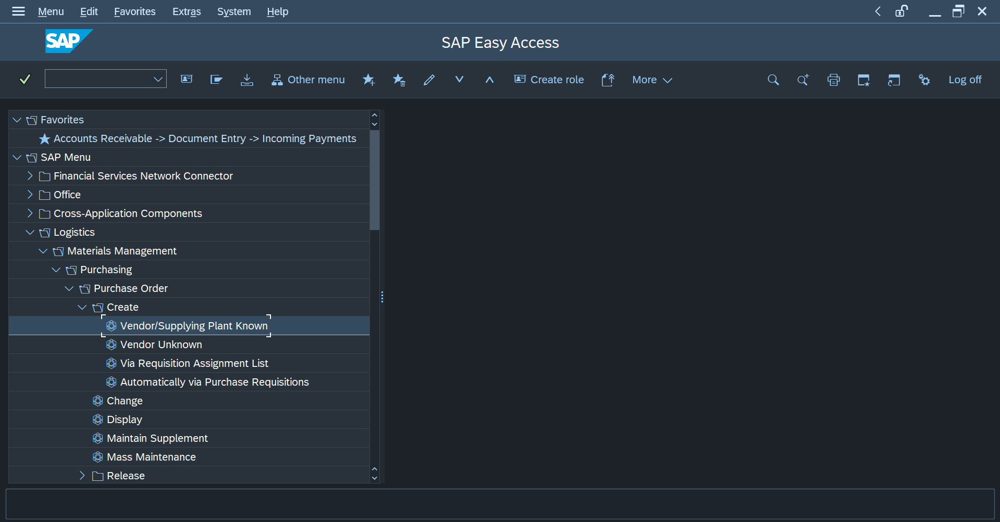 Menu Edit Favorites Extras System Help
SAP
SAP Easy Access
Other menu Create role More Log off
Favorites
Accounts Receivable -> Document Entry -> Incoming Payments
SAP Menu
Financial Services Network Connector
Office
Cross-Application Components
Logistics
Materials Management
Purchasing
Purchase Order
Create
Vendor/Supplying Plant Known
Vendor Unknown
Via Requisition Assignment List
Automatically via Purchase Requisitions
Change
Display
Maintain Supplement
Mass Maintenance
Release